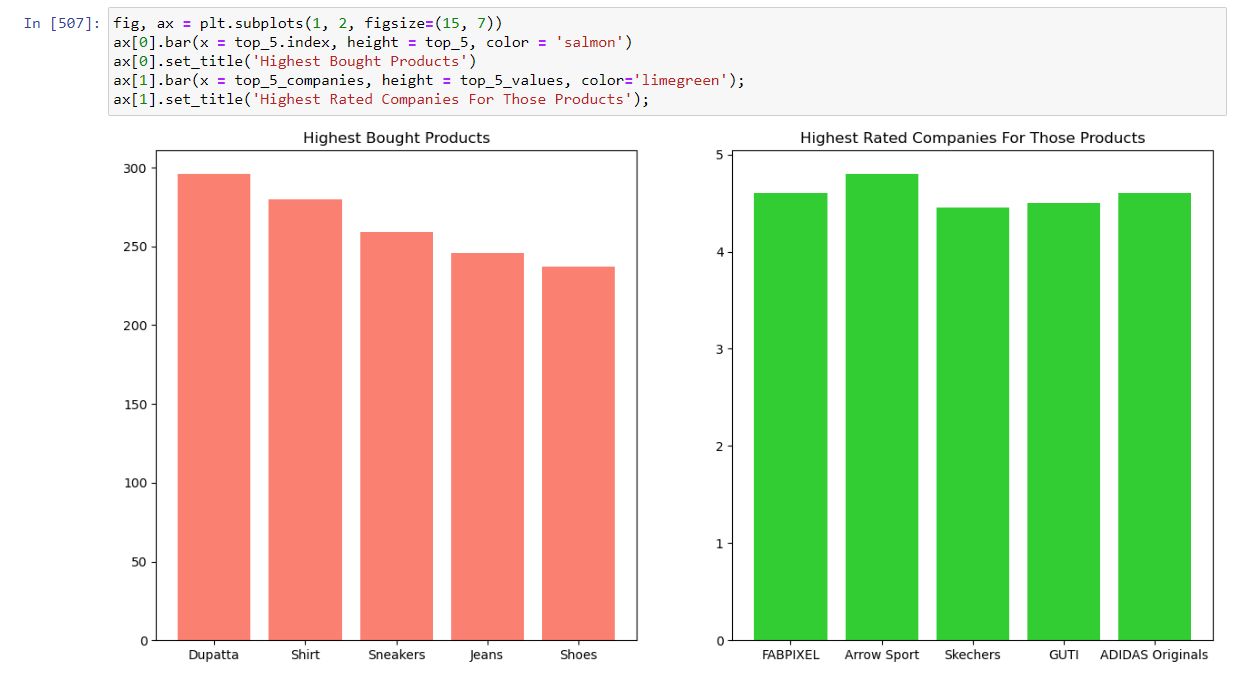 In [507]: fig, ax = plt.subplots(1, 2, figsize=(15, 7))
ax[0].bar(x = top_5.index, height = top_5, color = 'salmon')
ax[0].set_title('Highest Bought Products')
ax[1].bar(x = top_5_companies, height = top_5_values, color='limegreen');
ax[1].set_title('Highest Rated Companies For Those Products');
Highest Bought Products
300
250
200
150
100
50
0
Dupatta Shirt Sneakers Jeans Shoes
Highest Rated Companies For Those Products
5
4
3
2
1
0
FABPIXEL Arrow Sport Skechers GUTI ADIDAS Originals